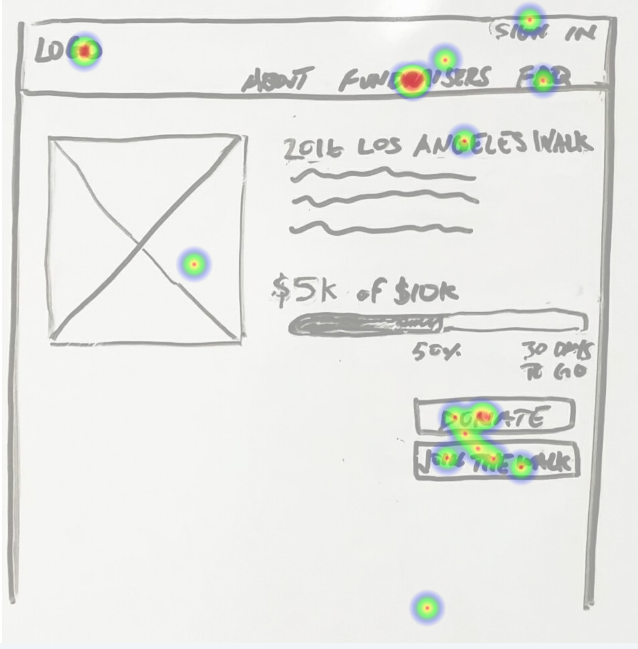 SIGN IN
LOGO
ABOUT FUNDRAISERS FAQ
2016 LOS ANGELES WALK
$5K of $10K
50% 30 DAYS
TO GO
DONATE
JOIN THE WALK